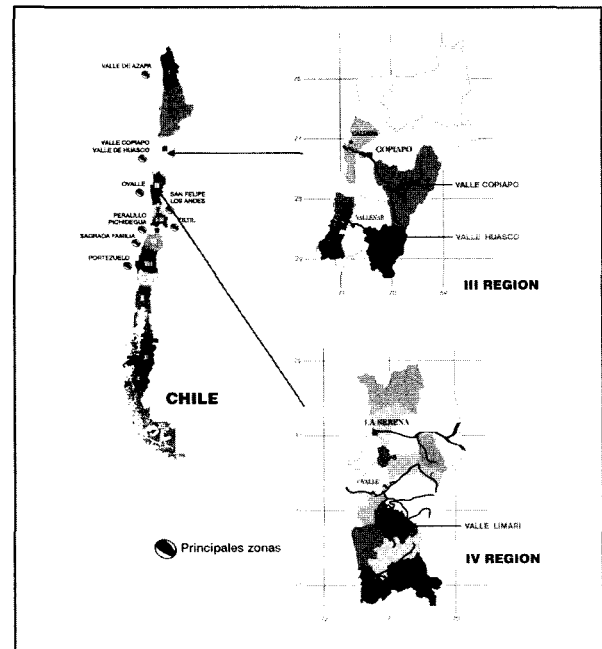 VALLE DE AZAPA
VALLE COPIAPO
VALLE DE HUASCO
OVALLE
SAN FELIPE
LOS ANDES
PERALILLO
PICHIDEGUA
TILTIL
SAGRADA FAMILIA
PORTEZUELO
CHILE
Principales zonas
COPIAPO
VALLE COPIAPO
VALLENAR
VALLE HUASCO
III REGION
LA SERENA
OVALLE
VALLE LIMARI
IV REGION